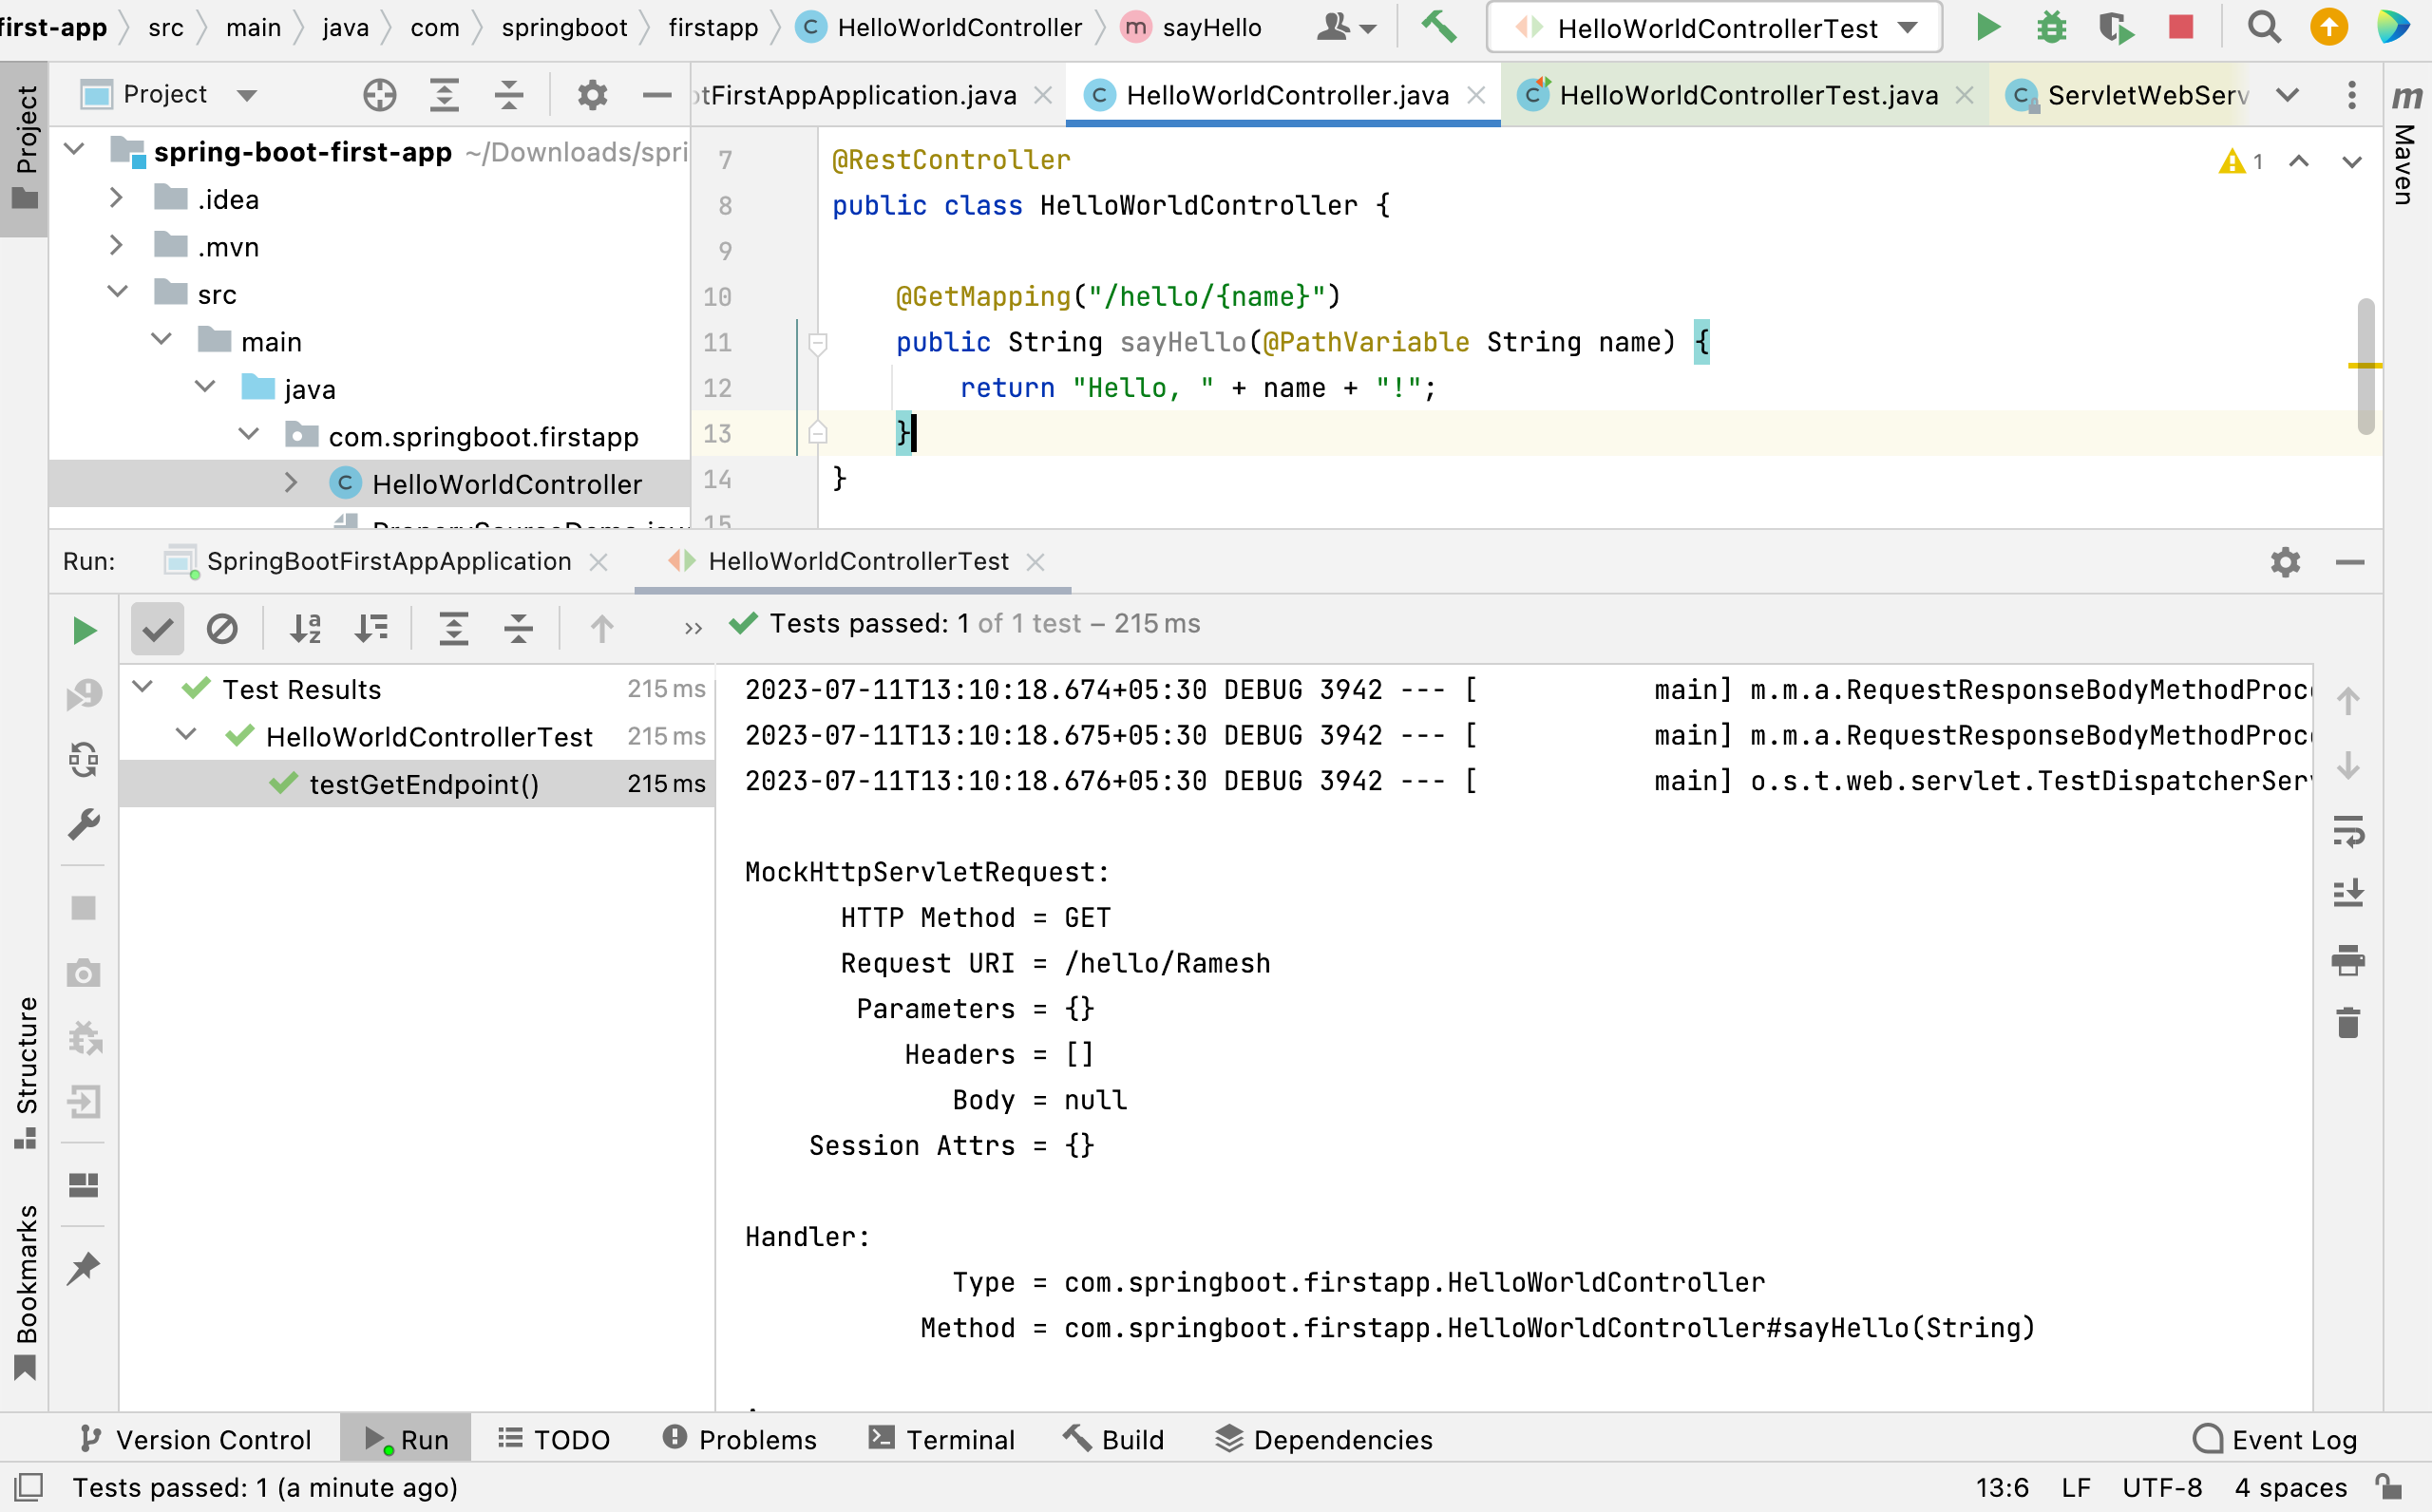 first-app src main java com springboot firstapp HelloWorldController m sayHello HelloWorldControllerTest
Project
Project tFirstAppApplication.java C HelloWorldController.java C HelloWorldControllerTest.java C ServletWebServ
m Maven
spring-boot-first-app ~/Downloads/spri
.idea
.mvn
src
main
java
com.springboot.firstapp
C HelloWorldController
7 @RestController
1
8 public class HelloWorldController {
9
10 @GetMapping("/hello/{name}")
11 public String sayHello(@PathVariable String name) {
12 return "Hello, " + name + "!";
13 }
14 }
15
Run: SpringBootFirstAppApplication HelloWorldControllerTest
Tests passed: 1 of 1 test – 215 ms
Test Results 215 ms
HelloWorldControllerTest 215 ms
testGetEndpoint() 215 ms
2023-07-11T13:10:18.674+05:30 DEBUG 3942 --- [ main] m.m.a.RequestResponseBodyMethodProc
2023-07-11T13:10:18.675+05:30 DEBUG 3942 --- [ main] m.m.a.RequestResponseBodyMethodProc
2023-07-11T13:10:18.676+05:30 DEBUG 3942 --- [ main] o.s.t.web.servlet.TestDispatcherSer
MockHttpServletRequest:
HTTP Method = GET
Request URI = /hello/Ramesh
Parameters = {}
Headers = []
Body = null
Session Attrs = {}
Handler:
Type = com.springboot.firstapp.HelloWorldController
Method = com.springboot.firstapp.HelloWorldController#sayHello(String)
Structure
Bookmarks
Version Control Run TODO Problems Terminal Build Dependencies Event Log
Tests passed: 1 (a minute ago) 13:6 LF UTF-8 4 spaces